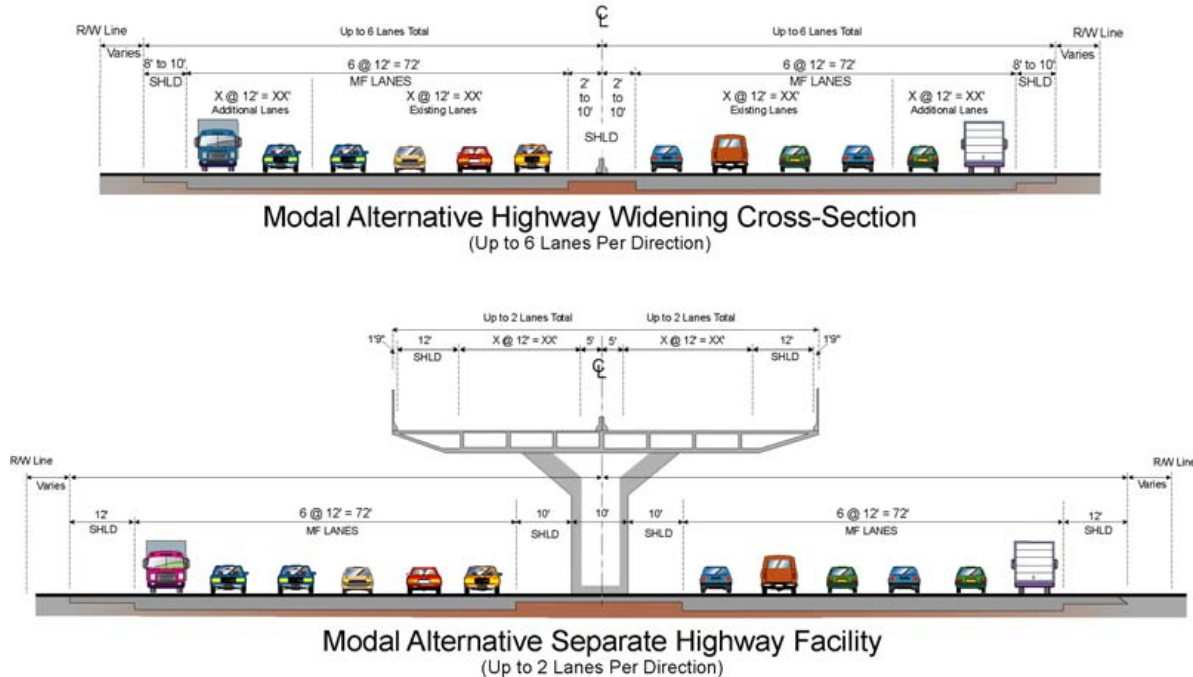 ℄
R/W Line
Up to 6 Lanes Total
Up to 6 Lanes Total
R/W Line
Varies
Varies
8' to 10'
SHLD
6 @ 12' = 72'
MF LANES
2'
to
10'
2'
to
10'
6 @ 12' = 72'
MF LANES
8' to 10'
SHLD
X @ 12' = XX'
Additional Lanes
X @ 12' = XX'
Existing Lanes
SHLD
X @ 12' = XX'
Existing Lanes
X @ 12' = XX'
Additional Lanes
Modal Alternative Highway Widening Cross-Section
(Up to 6 Lanes Per Direction)
Up to 2 Lanes Total
Up to 2 Lanes Total
1'9"
12'
SHLD
X @ 12' = XX'
5'
5'
X @ 12' = XX'
12'
SHLD
1'9"
℄
R/W Line
R/W Line
Varies
Varies
12'
SHLD
6 @ 12' = 72'
MF LANES
10'
SHLD
10'
10'
SHLD
6 @ 12' = 72'
MF LANES
12'
SHLD
Modal Alternative Separate Highway Facility
(Up to 2 Lanes Per Direction)